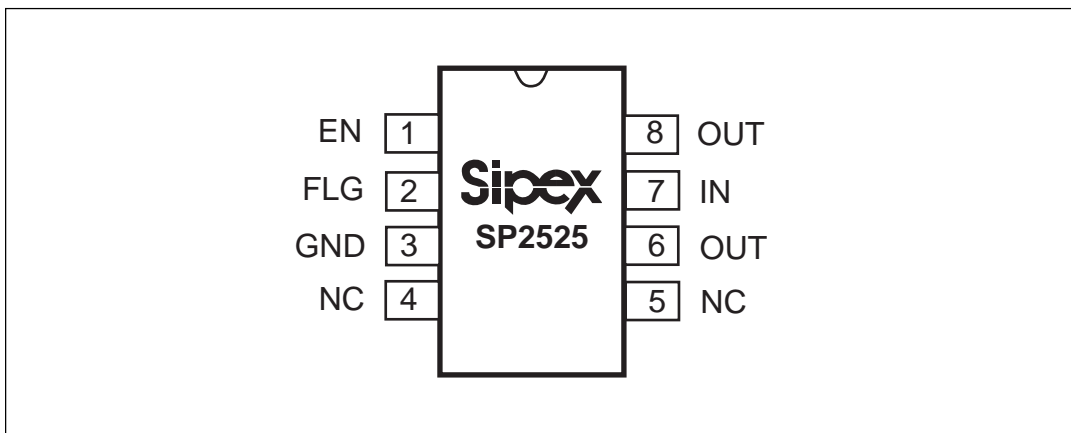 EN 1 8 OUT
FLG 2 Sipex 7 IN
GND 3 SP2525 6 OUT
NC 4 5 NC